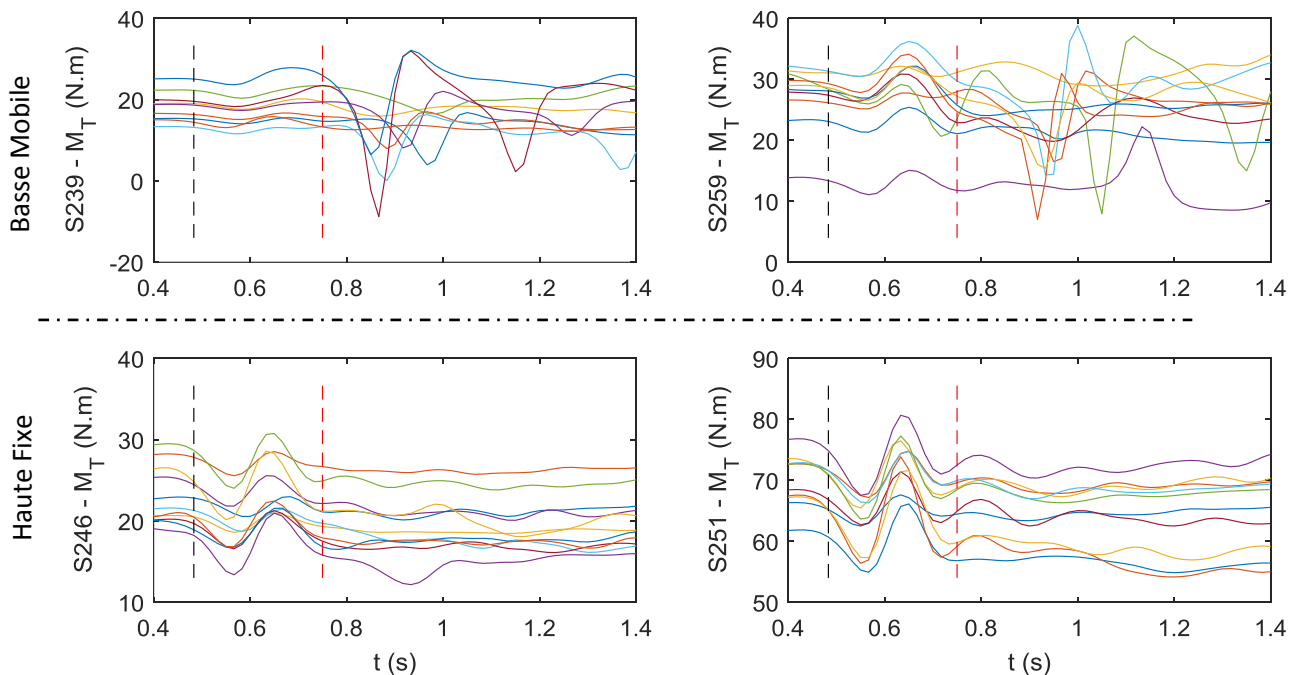 Basse Mobile
S239 - M_T (N.m)
40
20
0
-20
0.4 0.6 0.8 1 1.2 1.4
S259 - M_T (N.m)
40
30
20
10
0
0.4 0.6 0.8 1 1.2 1.4
Haute Fixe
S246 - M_T (N.m)
40
30
20
10
0.4 0.6 0.8 1 1.2 1.4
t (s)
S251 - M_T (N.m)
90
80
70
60
50
0.4 0.6 0.8 1 1.2 1.4
t (s)